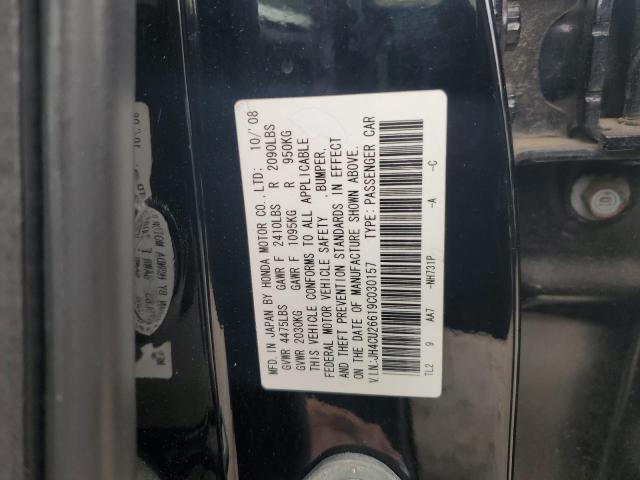 MFD. IN JAPAN BY HONDA MOTOR CO., LTD: 10/'08
GVWR 4475LBS GAWR F 2410LBS R 2090LBS
GVWR 2030KG GAWR F 1095KG R 950KG
THIS VEHICLE CONFORMS TO ALL APPLICABLE
FEDERAL MOTOR VEHICLE SAFETY , BUMPER,
AND THEFT PREVENTION STANDARDS IN EFFECT
ON THE DATE OF MANUFACTURE SHOWN ABOVE.
V.I.N.:JH4CU26619C030157 TYPE: PASSENGER CAR
TL2 9 AA7 -NH731P -A -C